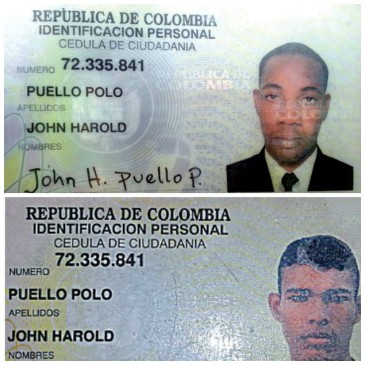 REPÚBLICA DE COLOMBIA
IDENTIFICACION PERSONAL
CEDULA DE CIUDADANIA
NUMERO 72.335.841
PUELLO POLO
APELLIDOS
JOHN HAROLD
NOMBRES
John H. Puello P.
REPUBLICA DE COLOMBIA
IDENTIFICACION PERSONAL
CEDULA DE CIUDADANIA
NUMERO 72.335.841
PUELLO POLO
APELLIDOS
JOHN HAROLD
NOMBRES